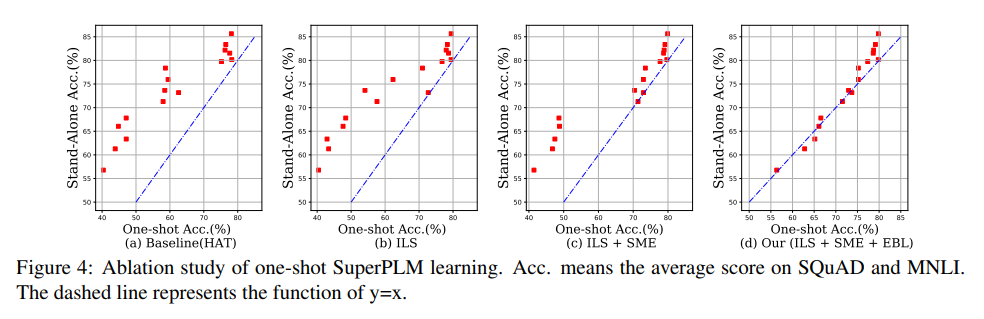 85
80
75
70
65
60
55
50
Stand-Alone Acc.(%)
40 50 60 70 80
One-shot Acc.(%)
(a) Baseline(HAT)
85
80
75
70
65
60
55
50
Stand-Alone Acc.(%)
40 50 60 70 80
One-shot Acc.(%)
(b) ILS
85
80
75
70
65
60
55
50
Stand-Alone Acc.(%)
40 50 60 70 80
One-shot Acc.(%)
(c) ILS + SME
85
80
75
70
65
60
55
50
Stand-Alone Acc.(%)
50 55 60 65 70 75 80 85
One-shot Acc.(%)
(d) Our (ILS + SME + EBL)
Figure 4: Ablation study of one-shot SuperPLM learning. Acc. means the average score on SQuAD and MNLI.
The dashed line represents the function of y=x.